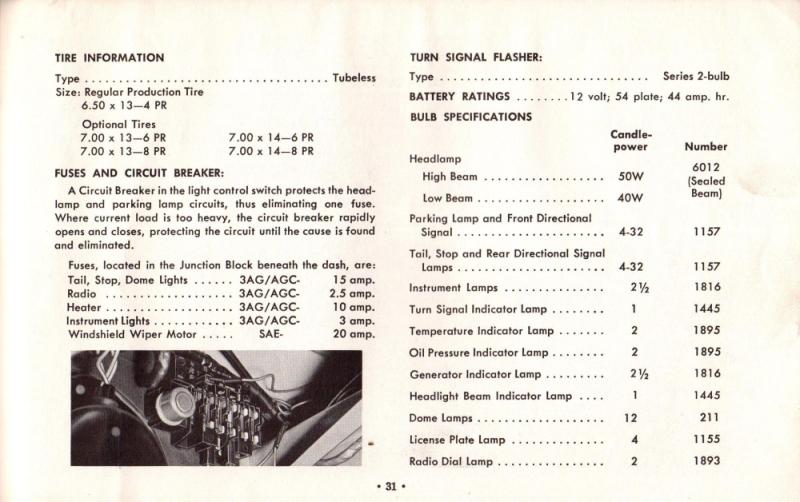 TIRE INFORMATION
Type . . . . . . . . . . . . . . . . . . . . . . . . . . . . . . . . . . Tubeless
Size: Regular Production Tire
6.50 x 13—4 PR
Optional Tires
7.00 x 13—6 PR 7.00 x 14—6 PR
7.00 x 13—8 PR 7.00 x 14—8 PR
FUSES AND CIRCUIT BREAKER:
A Circuit Breaker in the light control switch protects the head-
lamp and parking lamp circuits, thus eliminating one fuse.
Where current load is too heavy, the circuit breaker rapidly
opens and closes, protecting the circuit until the cause is found
and eliminated.
Fuses, located in the Junction Block beneath the dash, are:
Tail, Stop, Dome Lights . . . . . . 3AG/AGC- 15 amp.
Radio . . . . . . . . . . . . . . . . . . 3AG/AGC- 2.5 amp.
Heater . . . . . . . . . . . . . . . . . 3AG/AGC- 10 amp.
Instrument Lights . . . . . . . . . . . . 3AG/AGC- 3 amp.
Windshield Wiper Motor . . . . . SAE- 20 amp.
TURN SIGNAL FLASHER:
Type . . . . . . . . . . . . . . . . . . . . . . . . . . . . . . Series 2-bulb
BATTERY RATINGS . . . . . . . . 12 volt; 54 plate; 44 amp. hr.
BULB SPECIFICATIONS
Candle-
power Number
Headlamp
High Beam . . . . . . . . . . . . . . . . . 50W 6012
(Sealed
Low Beam . . . . . . . . . . . . . . . . . . 40W Beam)
Parking Lamp and Front Directional
Signal . . . . . . . . . . . . . . . . . . . . . 4-32 1157
Tail, Stop and Rear Directional Signal
Lamps . . . . . . . . . . . . . . . . . . . . . 4-32 1157
Instrument Lamps . . . . . . . . . . . . . . 2½ 1816
Turn Signal Indicator Lamp . . . . . . . . 1 1445
Temperature Indicator Lamp . . . . . . . 2 1895
Oil Pressure Indicator Lamp . . . . . . . . 2 1895
Generator Indicator Lamp . . . . . . . . . 2½ 1816
Headlight Beam Indicator Lamp . . . . 1 1445
Dome Lamps . . . . . . . . . . . . . . . . . . 12 211
License Plate Lamp . . . . . . . . . . . . . 4 1155
Radio Dial Lamp . . . . . . . . . . . . . . . 2 1893
• 31 •